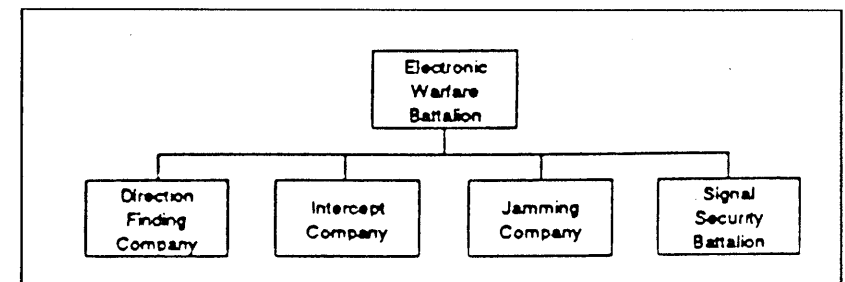 Electronic
Warfare
Battalion
Direction
Finding
Company
Intercept
Company
Jamming
Company
Signal
Security
Battalion